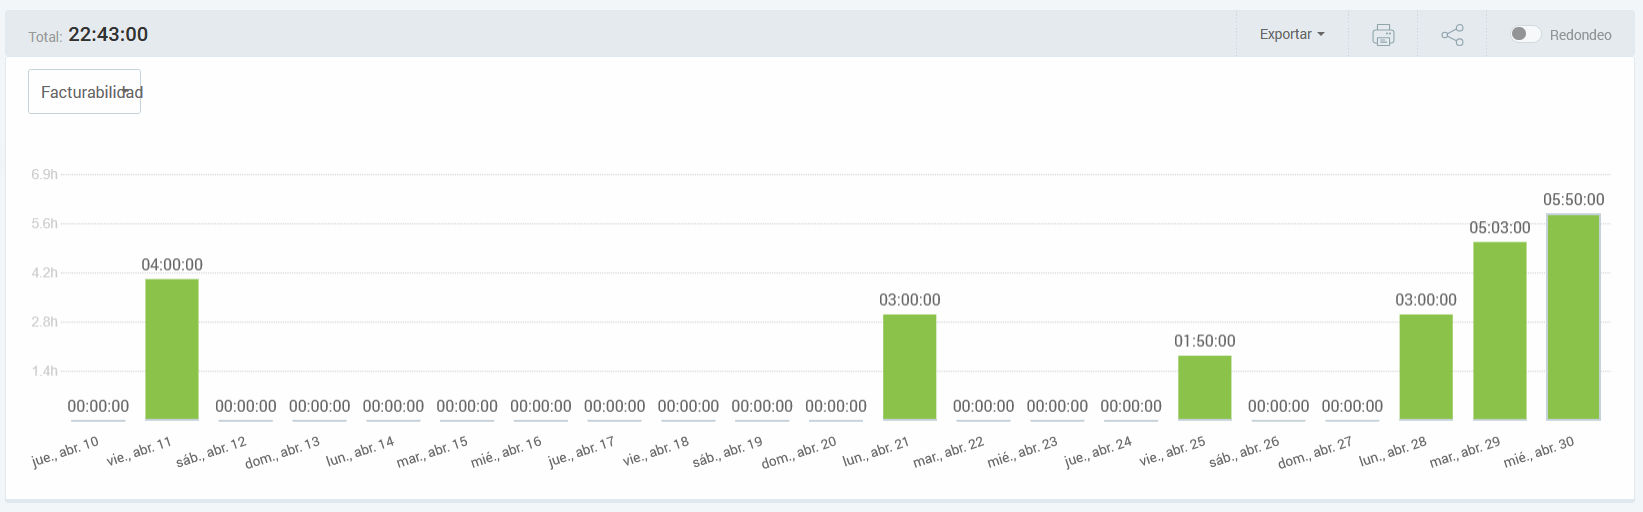 Total: 22:43:00
Exportar
Redondeo
Facturabilidad
6.9h
5.6h
4.2h
2.8h
1.4h
00:00:00
04:00:00
00:00:00
00:00:00
00:00:00
00:00:00
00:00:00
00:00:00
00:00:00
00:00:00
00:00:00
03:00:00
00:00:00
00:00:00
00:00:00
01:50:00
00:00:00
00:00:00
03:00:00
05:03:00
05:50:00
jue., abr. 10
vie., abr. 11
sáb., abr. 12
dom., abr. 13
lun., abr. 14
mar., abr. 15
mié., abr. 16
jue., abr. 17
vie., abr. 18
sáb., abr. 19
dom., abr. 20
lun., abr. 21
mar., abr. 22
mié., abr. 23
jue., abr. 24
vie., abr. 25
sáb., abr. 26
dom., abr. 27
lun., abr. 28
mar., abr. 29
mié., abr. 30